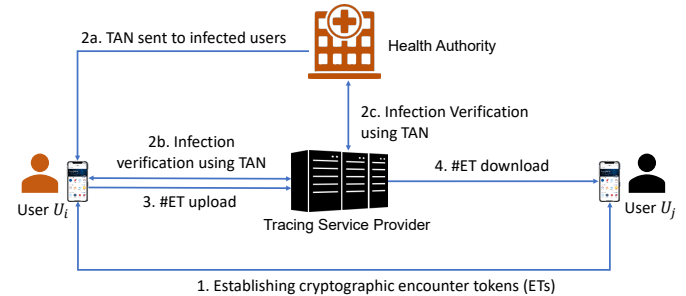 2a. TAN sent to infected users
Health Authority
2c. Infection Verification
using TAN
2b. Infection
verification using TAN
4. #ET download
3. #ET upload
User U_i
Tracing Service Provider
User U_j
1. Establishing cryptographic encounter tokens (ETs)